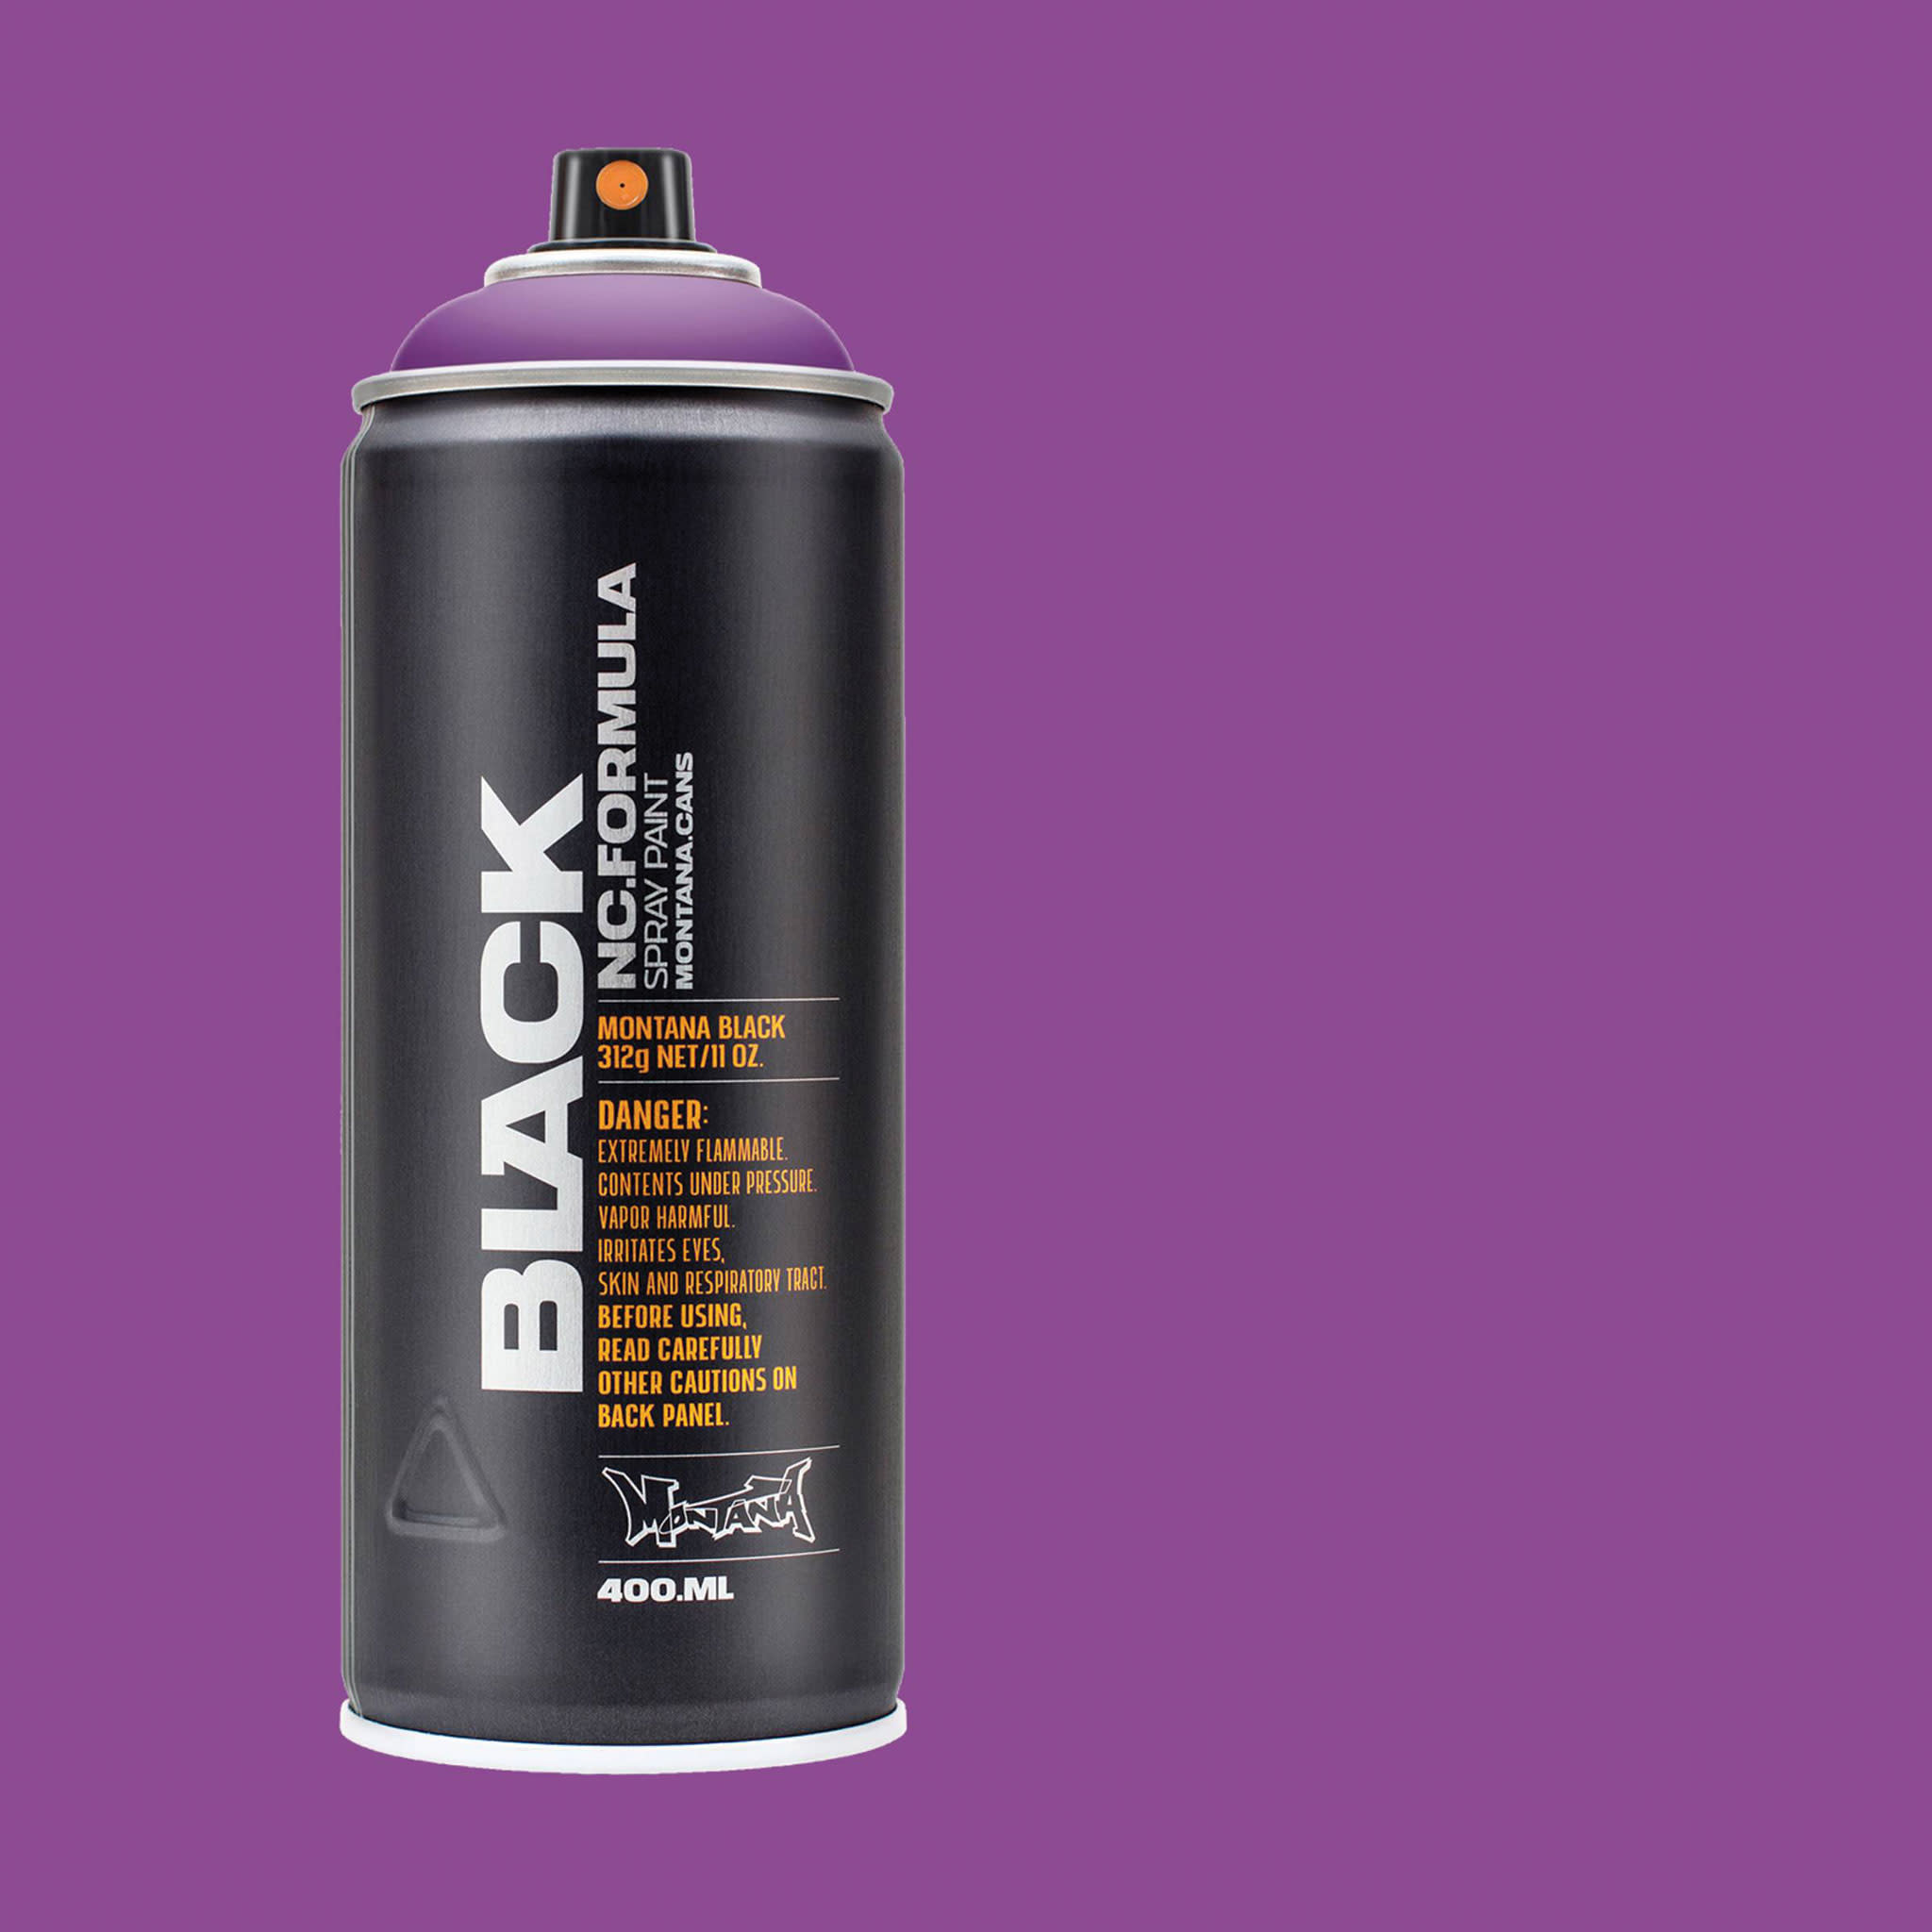 BLACK
NC.FORMULA
SPRAY PAINT
MONTANA.CANS
MONTANA BLACK
312g NET/11 OZ.
DANGER:
EXTREMELY FLAMMABLE.
CONTENTS UNDER PRESSURE.
VAPOR HARMFUL.
IRRITATES EYES,
SKIN AND RESPIRATORY TRACT.
BEFORE USING,
READ CAREFULLY
OTHER CAUTIONS ON
BACK PANEL.
MONTANA
400.ML